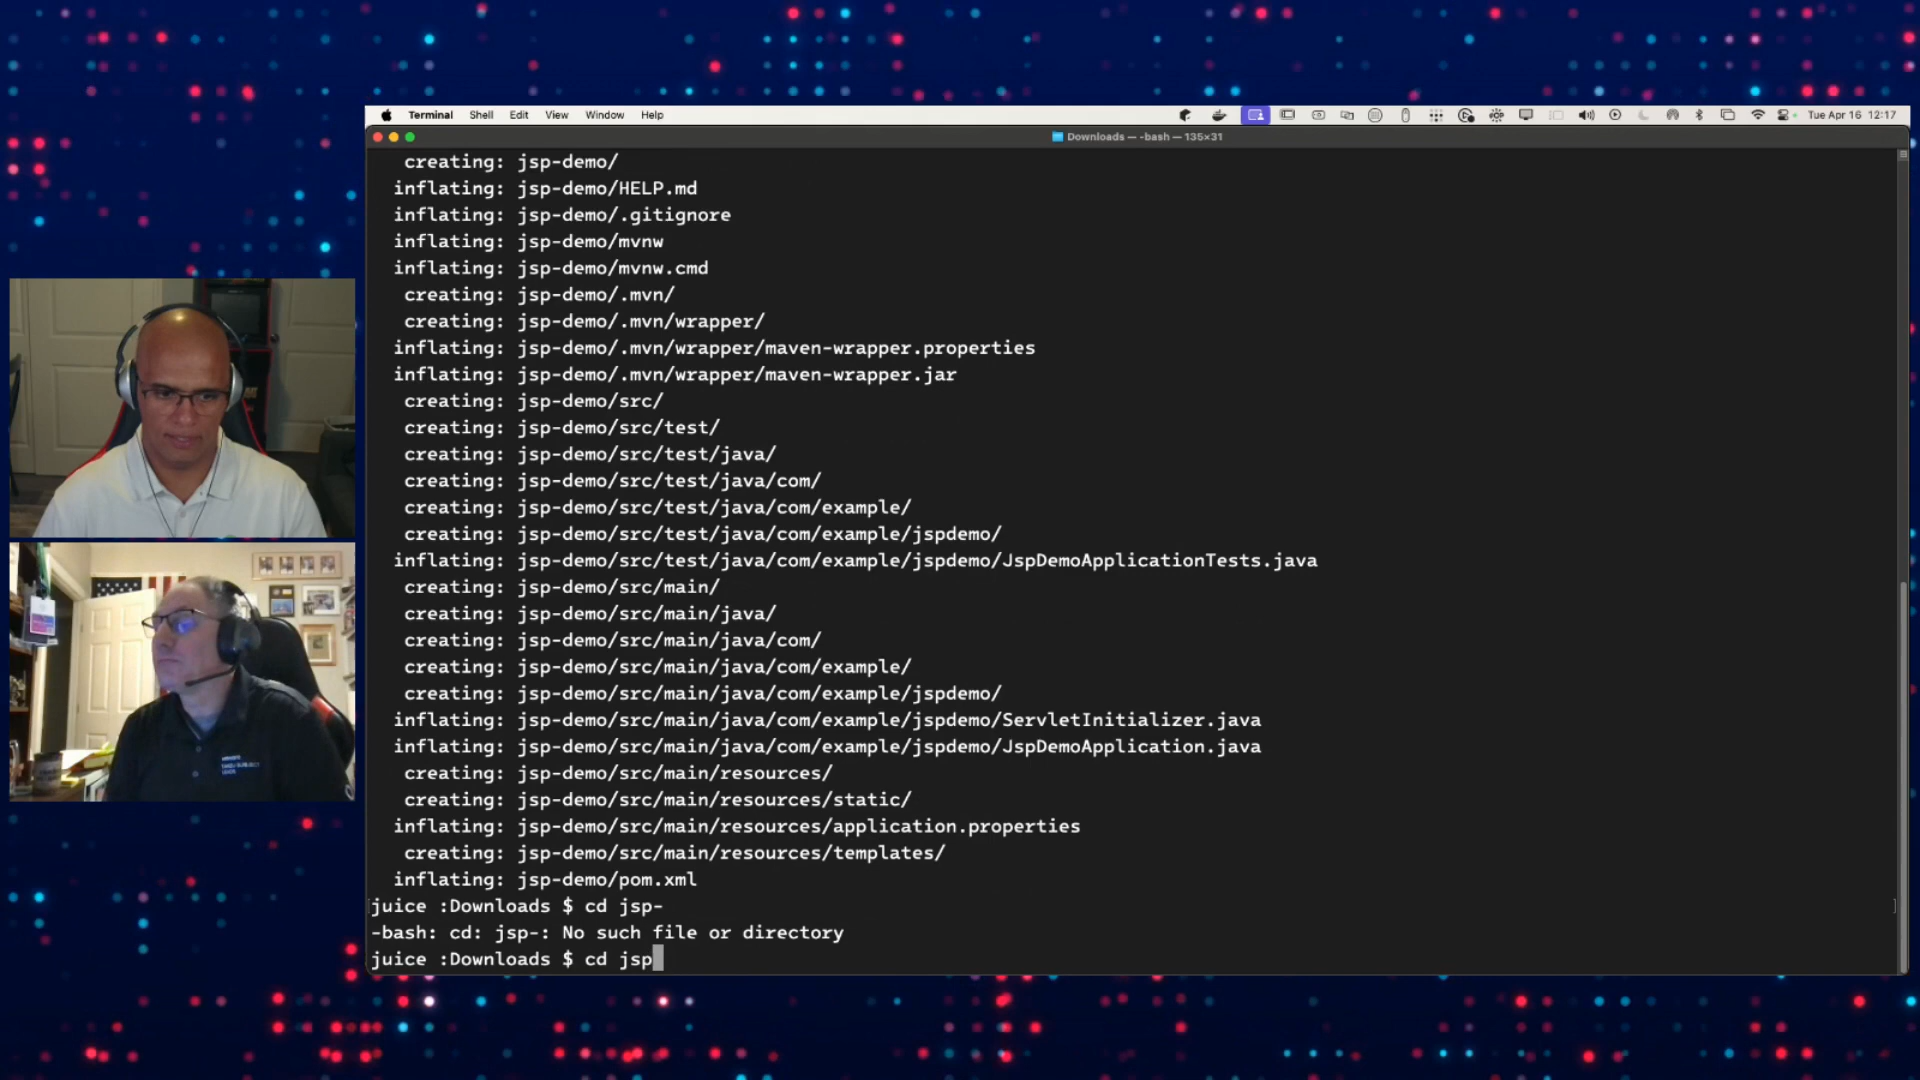 Terminal Shell Edit View Window Help
Tue Apr 16 12:17
Downloads — -bash — 135×31
creating: jsp-demo/
inflating: jsp-demo/HELP.md
inflating: jsp-demo/.gitignore
inflating: jsp-demo/mvnw
inflating: jsp-demo/mvnw.cmd
creating: jsp-demo/.mvn/
creating: jsp-demo/.mvn/wrapper/
inflating: jsp-demo/.mvn/wrapper/maven-wrapper.properties
inflating: jsp-demo/.mvn/wrapper/maven-wrapper.jar
creating: jsp-demo/src/
creating: jsp-demo/src/test/
creating: jsp-demo/src/test/java/
creating: jsp-demo/src/test/java/com/
creating: jsp-demo/src/test/java/com/example/
creating: jsp-demo/src/test/java/com/example/jspdemo/
inflating: jsp-demo/src/test/java/com/example/jspdemo/JspDemoApplicationTests.java
creating: jsp-demo/src/main/
creating: jsp-demo/src/main/java/
creating: jsp-demo/src/main/java/com/
creating: jsp-demo/src/main/java/com/example/
creating: jsp-demo/src/main/java/com/example/jspdemo/
inflating: jsp-demo/src/main/java/com/example/jspdemo/ServletInitializer.java
inflating: jsp-demo/src/main/java/com/example/jspdemo/JspDemoApplication.java
creating: jsp-demo/src/main/resources/
creating: jsp-demo/src/main/resources/static/
inflating: jsp-demo/src/main/resources/application.properties
creating: jsp-demo/src/main/resources/templates/
inflating: jsp-demo/pom.xml
juice :Downloads $ cd jsp-
-bash: cd: jsp-: No such file or directory
juice :Downloads $ cd jsp